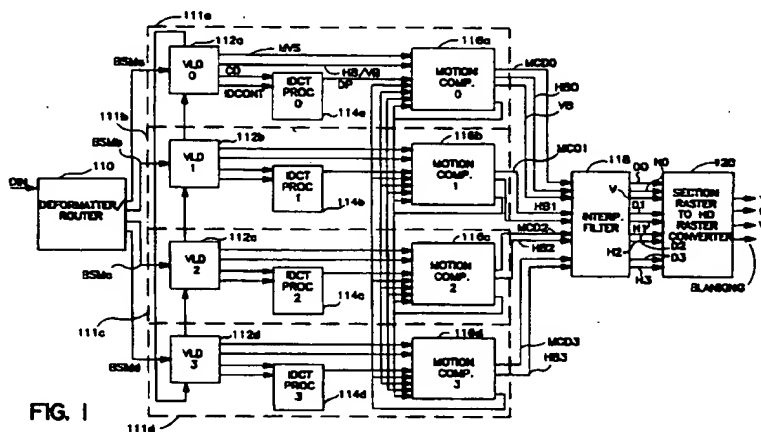 111a
112a
116a
MVS
MCD0
BSMa
VLD
0
CD
HB/VB
MOTION
COMP.
0
HB0
IDCONT
IDCT
PROC
0
DP
VB
111b
114a
112b
116b
BSMb
VLD
1
MOTION
COMP.
1
MCD1
110
IDCT
PROC
1
118
120
DIN
DEFORMATTER
ROUTER
114b
HB1
INTERP.
FILTER
D0
H0
V
D1
H1
H2
D2
D3
H3
SECTION
RASTER
TO HD
RASTER
CONVERTER
Y
C
V
BLANKING
112c
116c
MCD2
HB2
BSMc
VLD
2
MOTION
COMP.
2
IDCT
PROC
2
114c
111c
112d
116d
BSMd
VLD
3
MOTION
COMP.
3
MCD3
HB3
IDCT
PROC
3
114d
FIG. 1
111d